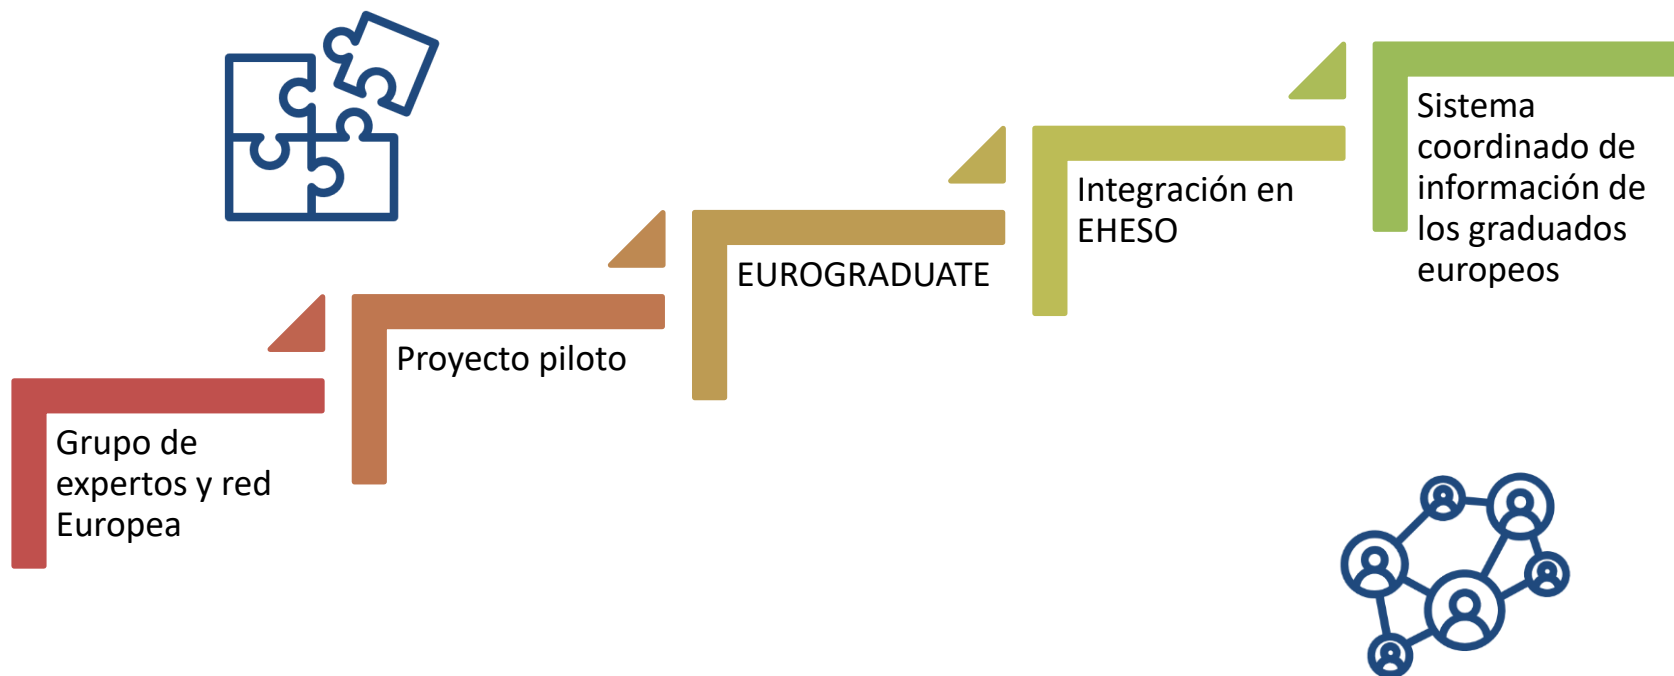 Grupo de
expertos y red
Europea
Proyecto piloto
EUROGRADUATE
Integración en
EHESO
Sistema
coordinado de
información de
los graduados
europeos